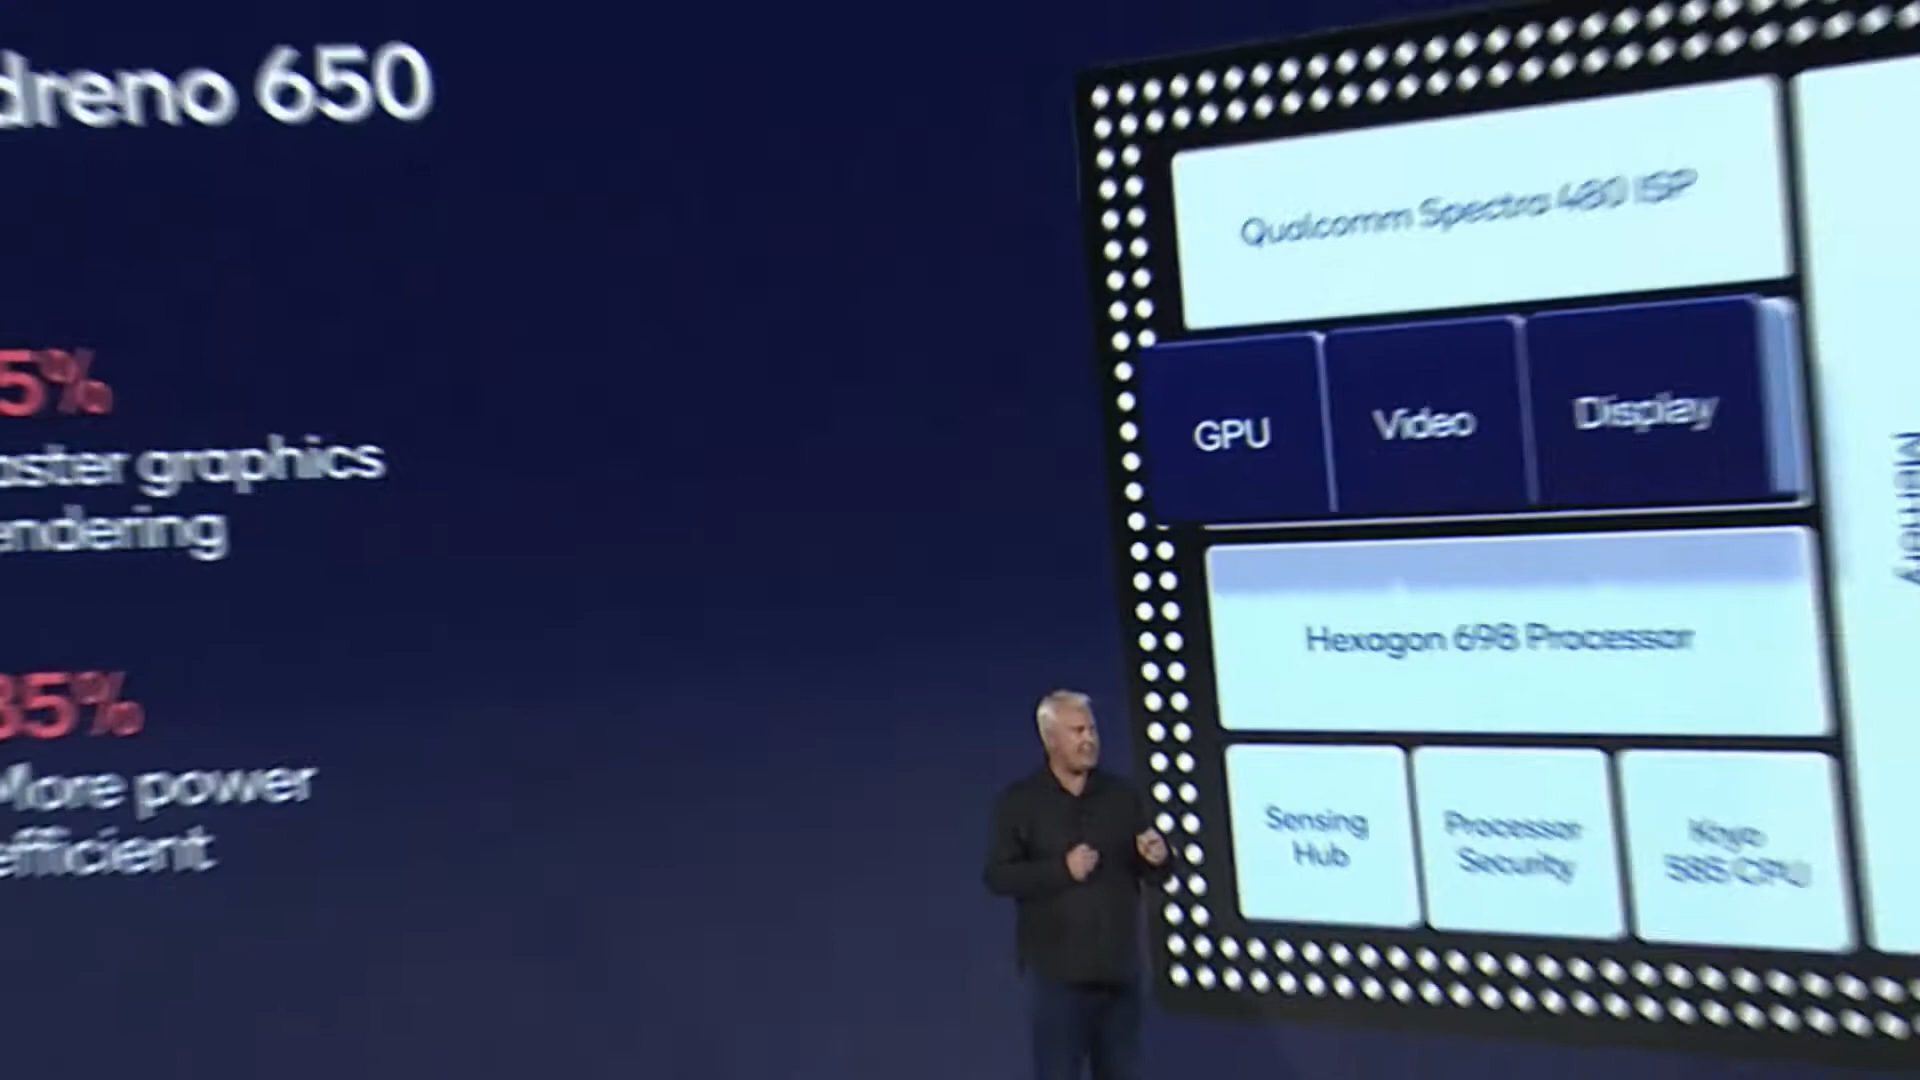 dreno 650
5%
aster graphics
endering
35%
More power
efficient
Qualcomm Spectra 480 ISP
GPU
Video
Display
Hexagon 698 Processor
Sensing
Hub
Processor
Security
Kryo
585 CPU
Memory